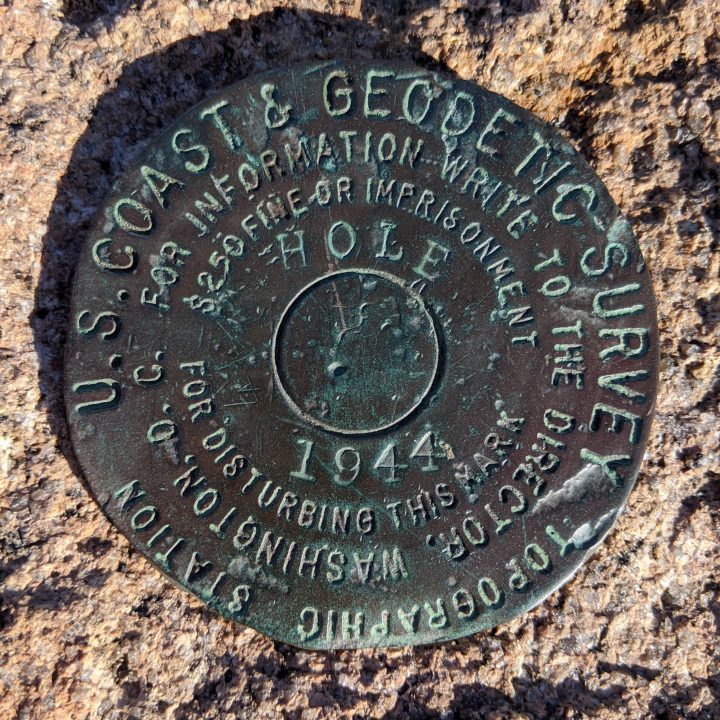 U.S. COAST & GEODETIC SURVEY
TOPOGRAPHIC STATION
FOR INFORMATION WRITE TO THE DIRECTOR,
WASHINGTON, D. C.
$250 FINE OR IMPRISONMENT
FOR DISTURBING THIS MARK
HOLE
1944